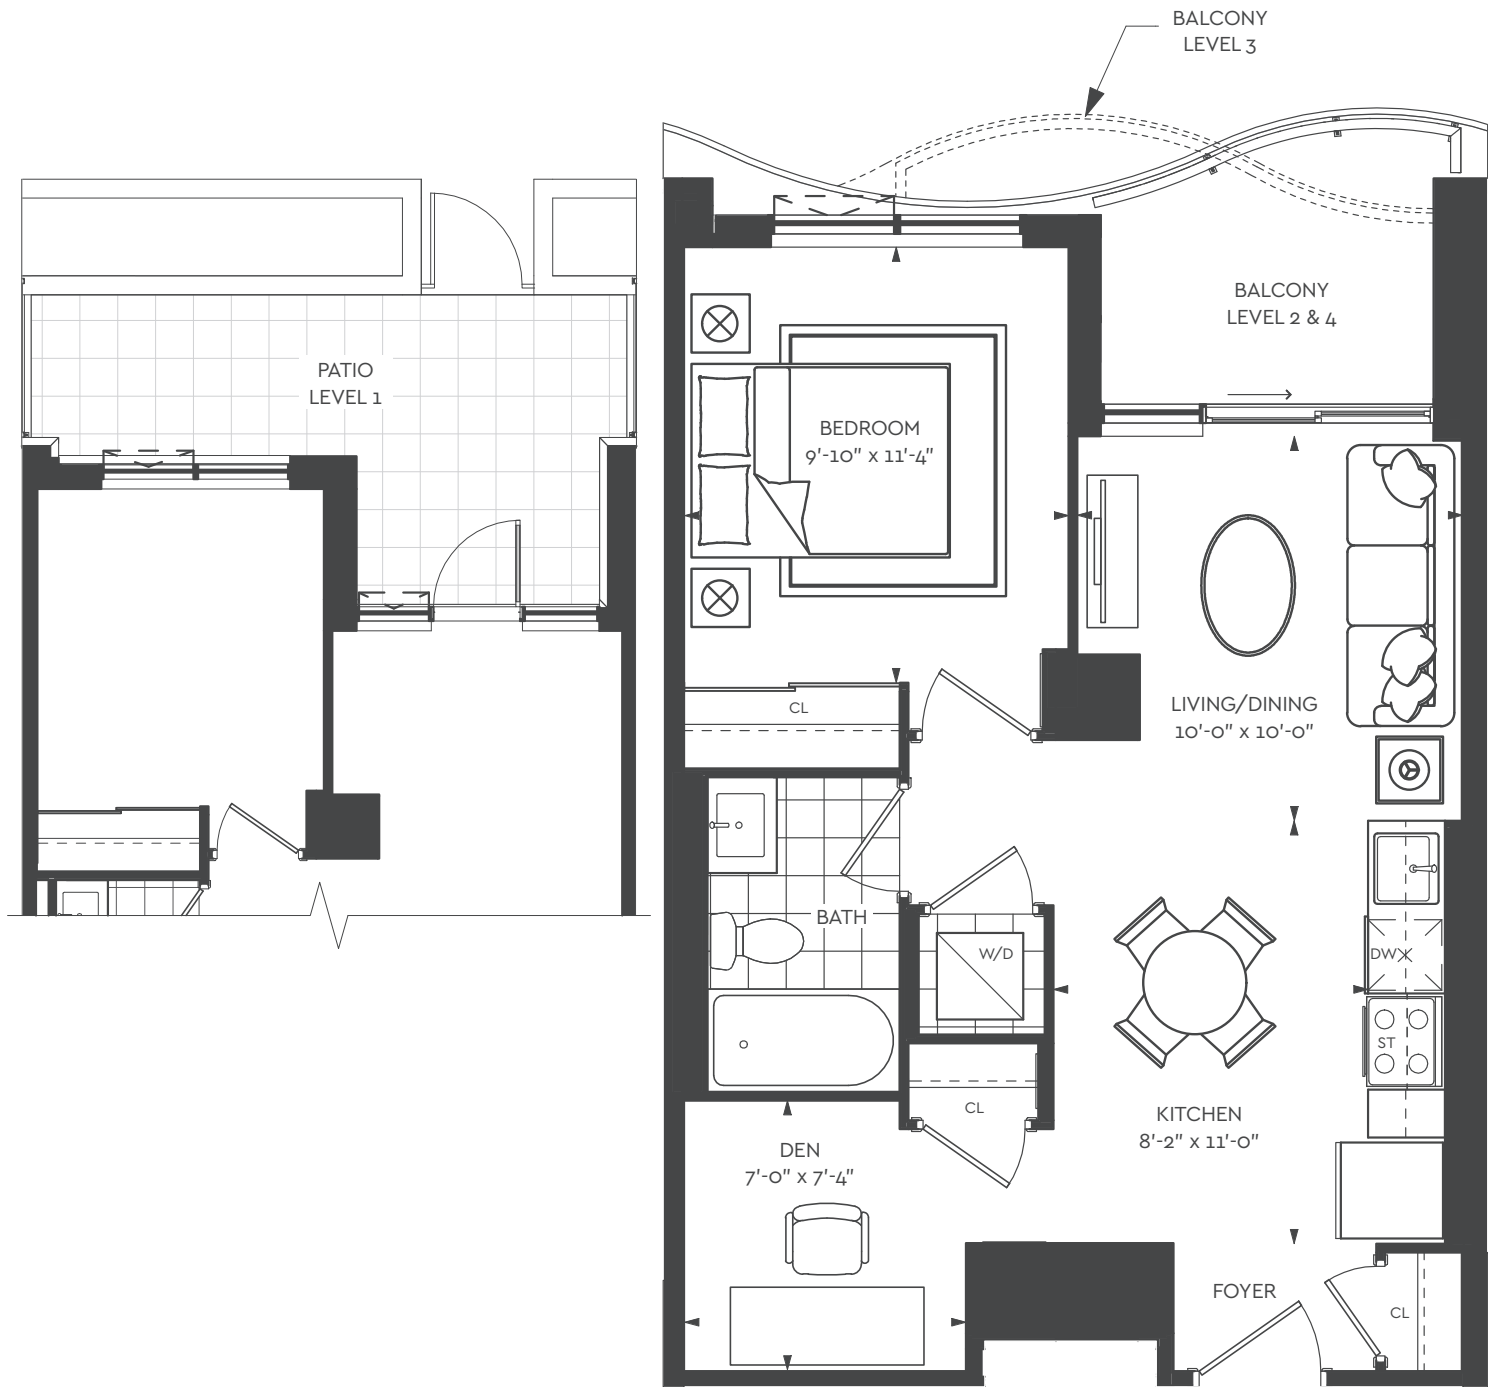 BALCONY
LEVEL 3
BALCONY
LEVEL 2 & 4
PATIO
LEVEL 1
BEDROOM
9'-10" x 11'-4"
CL
LIVING/DINING
10'-0" x 10'-0"
BATH
W/D
DW
ST
CL
KITCHEN
8'-2" x 11'-0"
DEN
7'-0" x 7'-4"
FOYER
CL